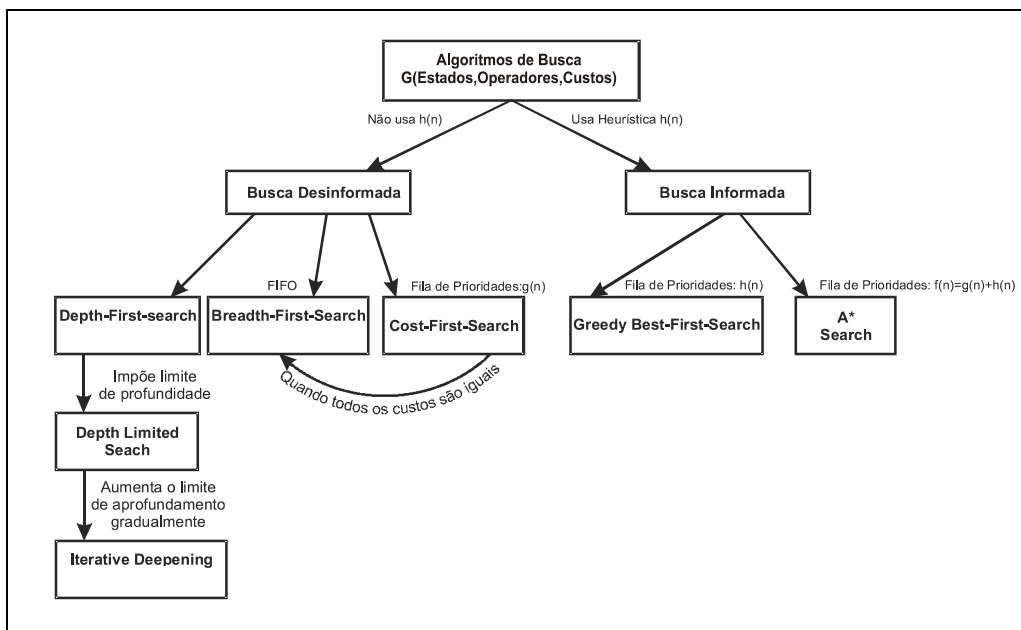 Algoritmos de Busca
G(Estados,Operadores,Custos)
Não usa h(n)
Usa Heurística h(n)
Busca Desinformada
Busca Informada
FIFO
Fila de Prioridades:g(n)
Fila de Prioridades: h(n)
Fila de Prioridades: f(n)=g(n)+h(n)
Depth-First-search
Breadth-First-Search
Cost-First-Search
Greedy Best-First-Search
A*
Search
Quando todos os custos são iguais
Impõe limite
de profundidade
Depth Limited
Seach
Aumenta o limite
de aprofundamento
gradualmente
Iterative Deepening